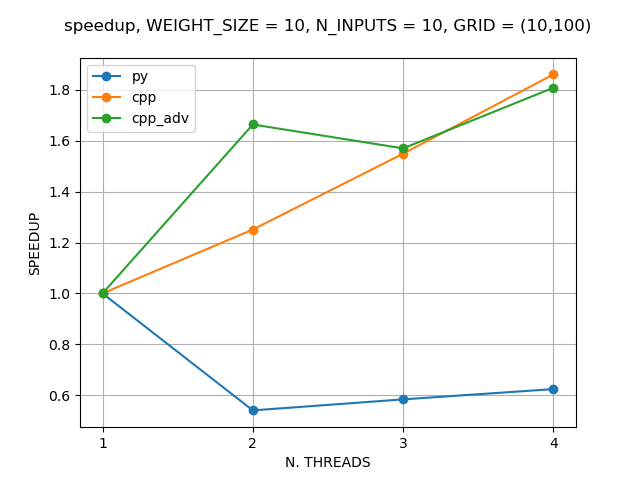 speedup, WEIGHT_SIZE = 10, N_INPUTS = 10, GRID = (10,100)
py
cpp
cpp_adv
1.8
1.6
1.4
1.2
1.0
0.8
0.6
SPEEDUP
1 2 3 4
N. THREADS